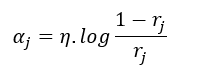 α_j = η.log (1 − r_j)/r_j